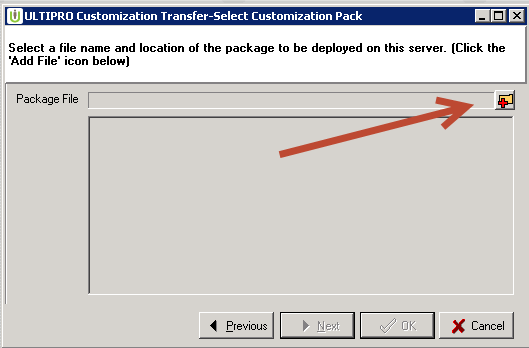 ULTIPRO Customization Transfer-Select Customization Pack
Select a file name and location of the package to be deployed on this server. (Click the
'Add File' icon below)
Package File
Previous
Next
OK
Cancel